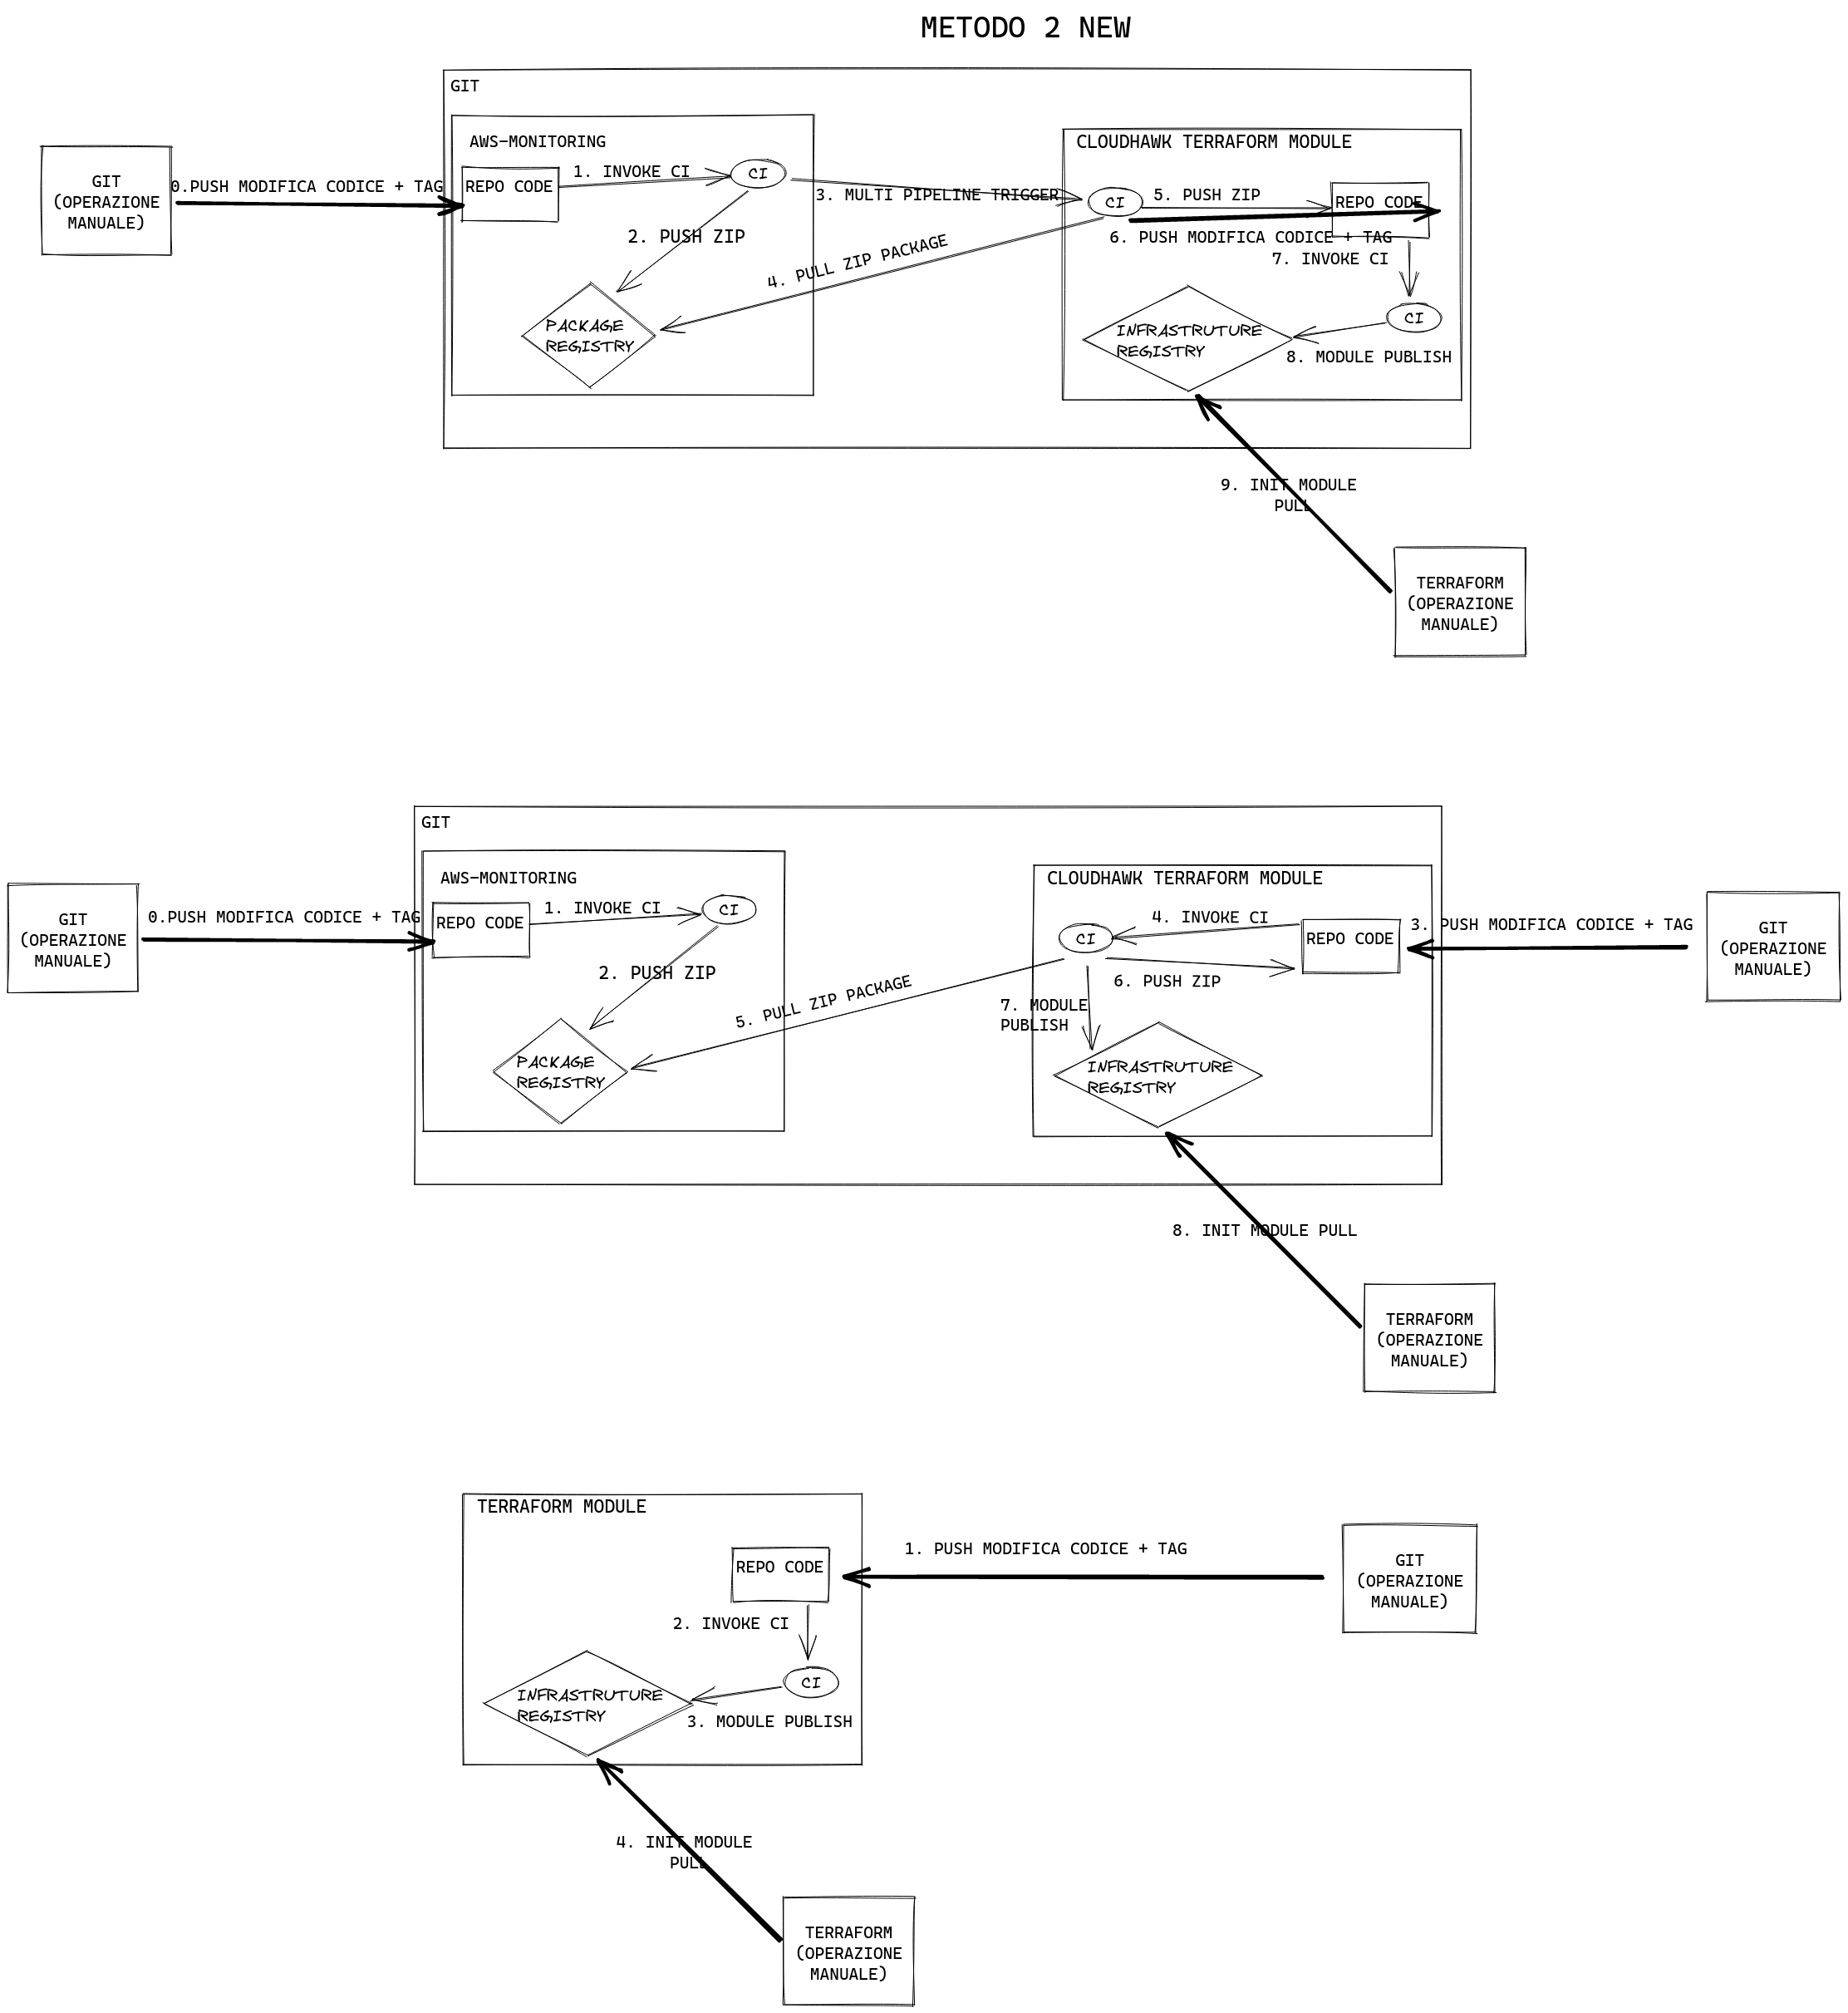 METODO 2 NEW
GIT
AWS-MONITORING
CLOUDHAWK TERRAFORM MODULE
GIT
(OPERAZIONE
MANUALE)
0.PUSH MODIFICA CODICE + TAG
REPO CODE
1. INVOKE CI
CI
3. MULTI PIPELINE TRIGGER
CI
5. PUSH ZIP
REPO CODE
2. PUSH ZIP
4. PULL ZIP PACKAGE
6. PUSH MODIFICA CODICE + TAG
7. INVOKE CI
PACKAGE
REGISTRY
INFRASTRUTURE
REGISTRY
CI
8. MODULE PUBLISH
9. INIT MODULE
PULL
TERRAFORM
(OPERAZIONE
MANUALE)
GIT
AWS-MONITORING
CLOUDHAWK TERRAFORM MODULE
GIT
(OPERAZIONE
MANUALE)
0.PUSH MODIFICA CODICE + TAG
REPO CODE
1. INVOKE CI
CI
CI
4. INVOKE CI
REPO CODE
3. PUSH MODIFICA CODICE + TAG
GIT
(OPERAZIONE
MANUALE)
2. PUSH ZIP
5. PULL ZIP PACKAGE
6. PUSH ZIP
7. MODULE
PUBLISH
PACKAGE
REGISTRY
INFRASTRUTURE
REGISTRY
8. INIT MODULE PULL
TERRAFORM
(OPERAZIONE
MANUALE)
TERRAFORM MODULE
REPO CODE
1. PUSH MODIFICA CODICE + TAG
GIT
(OPERAZIONE
MANUALE)
2. INVOKE CI
CI
INFRASTRUTURE
REGISTRY
3. MODULE PUBLISH
4. INIT MODULE
PULL
TERRAFORM
(OPERAZIONE
MANUALE)